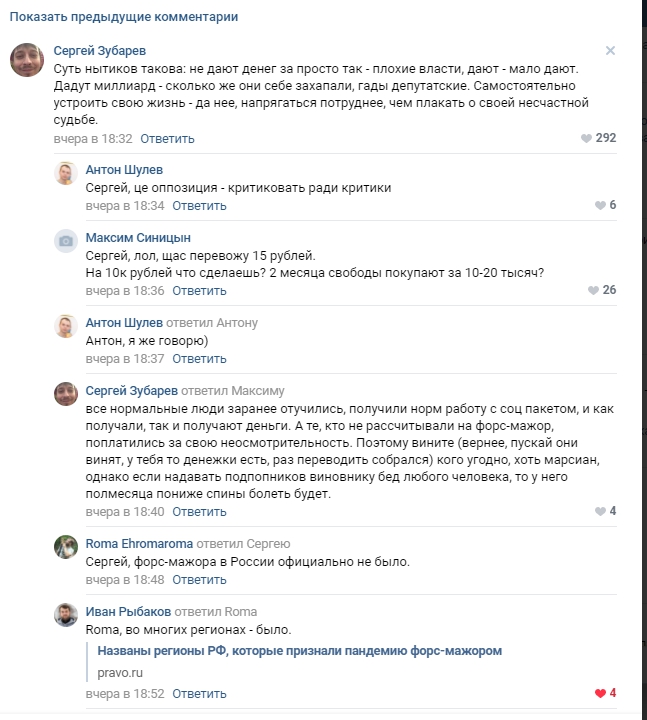 Показать предыдущие комментарии
Сергей Зубарев
Суть нытиков такова: не дают денег за просто так - плохие власти, дают - мало дают.
Дадут миллиард - сколько же они себе захапали, гады депутатские. Самостоятельно
устроить свою жизнь - да нее, напрягаться потруднее, чем плакать о своей несчастной
судьбе.
вчера в 18:32 Ответить 292
Антон Шулев
Сергей, це оппозиция - критиковать ради критики
вчера в 18:34 Ответить 6
Максим Синицын
Сергей, лол, щас перевожу 15 рублей.
На 10к рублей что сделаешь? 2 месяца свободы покупают за 10-20 тысяч?
вчера в 18:36 Ответить 26
Антон Шулев ответил Антону
Антон, я же говорю)
вчера в 18:37 Ответить
Сергей Зубарев ответил Максиму
все нормальные люди заранее отучились, получили норм работу с соц пакетом, и как
получали, так и получают деньги. А те, кто не рассчитывали на форс-мажор,
поплатились за свою неосмотрительность. Поэтому вините (вернее, пускай они
винят, у тебя то денежки есть, раз переводить собрался) кого угодно, хоть марсиан,
однако если надавать подпопников виновнику бед любого человека, то у него
полмесяца пониже спины болеть будет.
вчера в 18:40 Ответить 4
Roma Ehromaroma ответил Сергею
Сергей, форс-мажора в России официально не было.
вчера в 18:48 Ответить
Иван Рыбаков ответил Roma
Roma, во многих регионах - было.
Названы регионы РФ, которые признали пандемию форс-мажором
pravo.ru
вчера в 18:52 Ответить 4